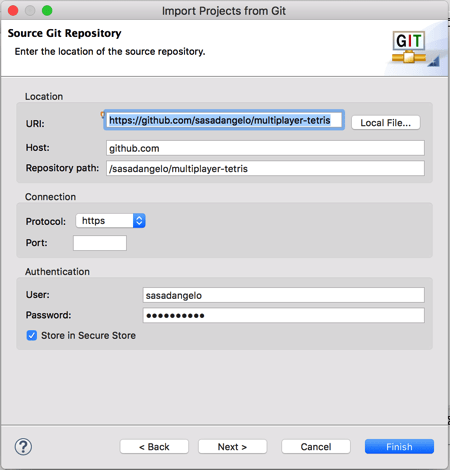 Import Projects from Git
Source Git Repository
Enter the location of the source repository.
GIT
Location
URI: https://github.com/sasadangelo/multiplayer-tetris Local File...
Host: github.com
Repository path: /sasadangelo/multiplayer-tetris
Connection
Protocol: https
Port:
Authentication
User: sasadangelo
Password: ●●●●●●●●●●
Store in Secure Store
? < Back Next > Cancel Finish